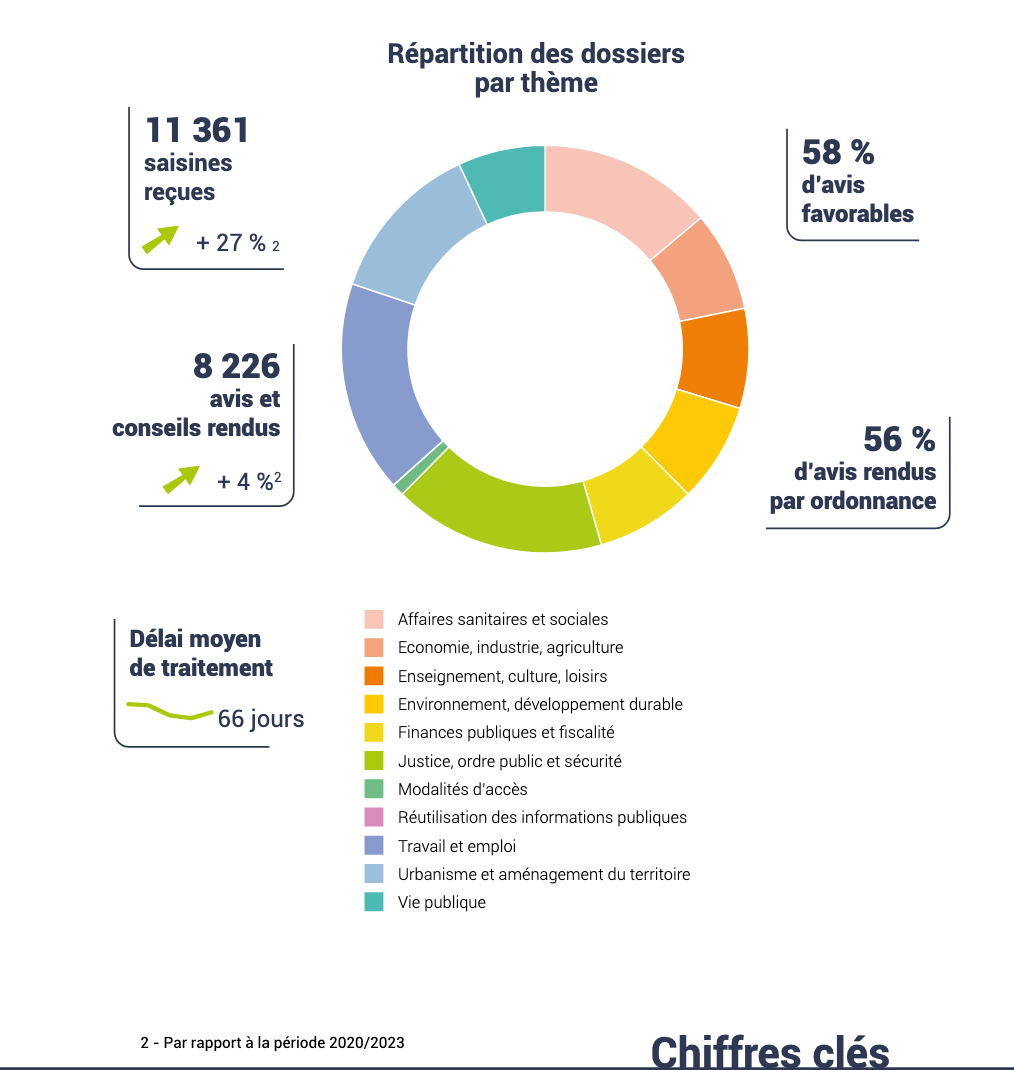 Répartition des dossiers
par thème
11 361
saisines
reçues
+ 27 % 2
58 %
d'avis
favorables
8 226
avis et
conseils rendus
+ 4 %²
56 %
d'avis rendus
par ordonnance
Délai moyen
de traitement
66 jours
Affaires sanitaires et sociales
Economie, industrie, agriculture
Enseignement, culture, loisirs
Environnement, développement durable
Finances publiques et fiscalité
Justice, ordre public et sécurité
Modalités d'accès
Réutilisation des informations publiques
Travail et emploi
Urbanisme et aménagement du territoire
Vie publique
2 - Par rapport à la période 2020/2023
Chiffres clés